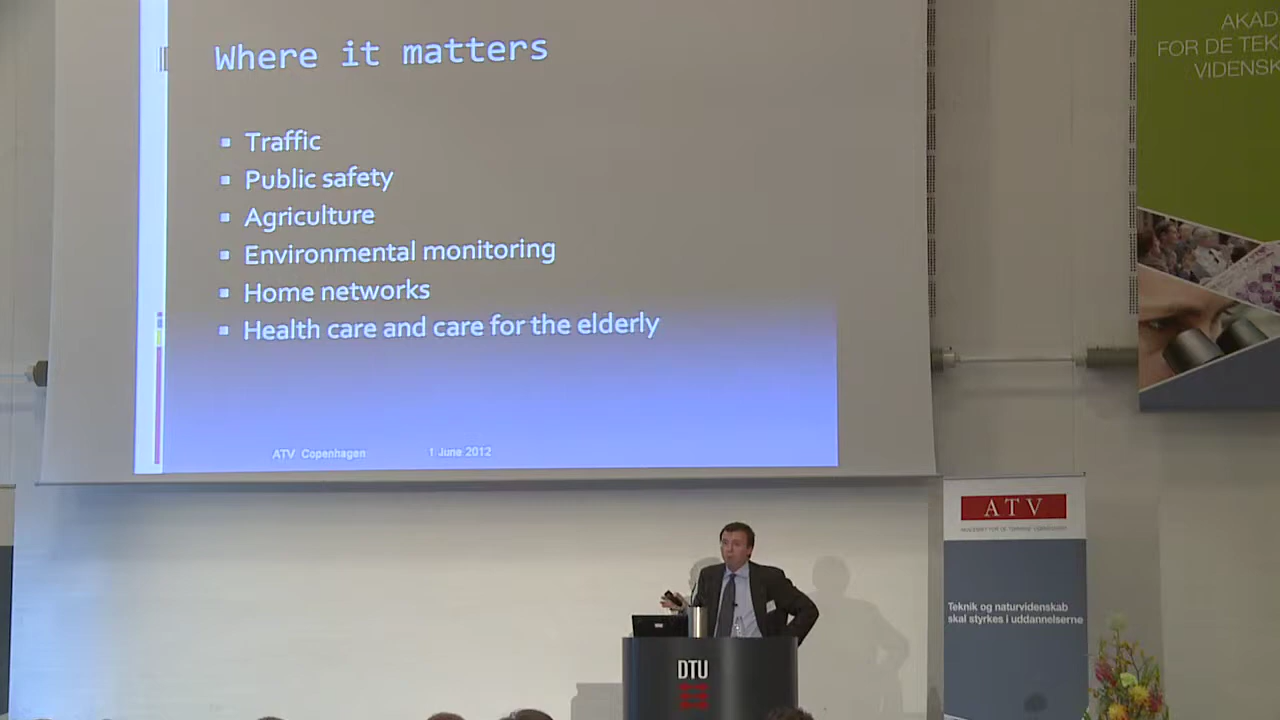 Where it matters
Traffic
Public safety
Agriculture
Environmental monitoring
Home networks
Health care and care for the elderly
ATV Copenhagen
1 June 2012
AKAD
FOR DE TEK
VIDENSK
ATV
Teknik og naturvidenskab
skal styrkes i uddannelserne
DTU